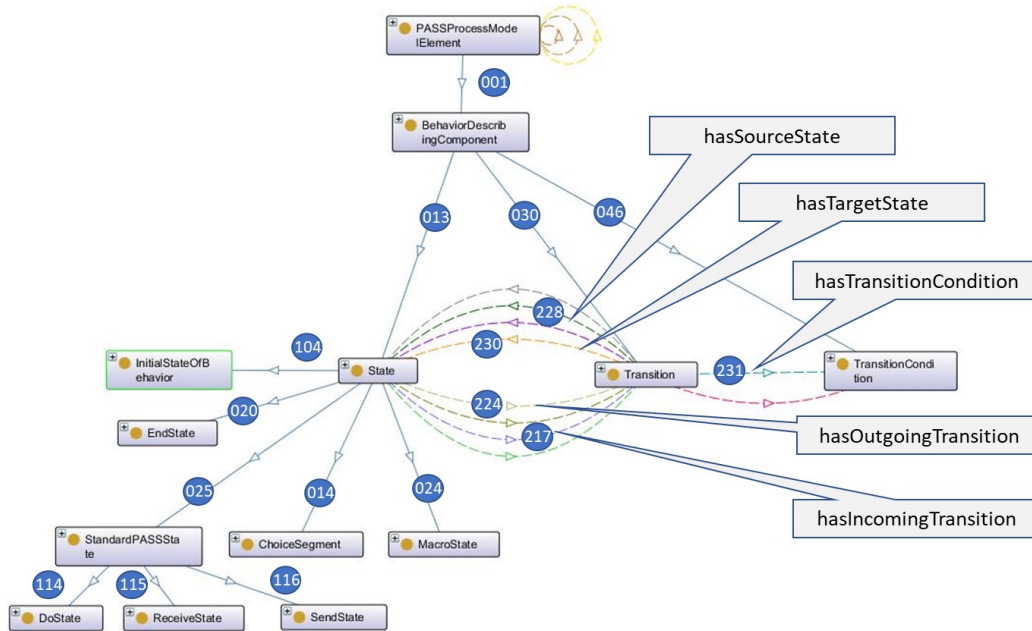 PASSProcessMode
lElement
001
BehaviorDescri
bingComponent
hasSourceState
013
030
046
hasTargetState
hasTransitionCondition
228
104
230
InitialStateOfB
ehavior
State
Transition
231
TransitionCondi
tion
020
224
EndState
217
hasOutgoingTransition
025
014
024
hasIncomingTransition
StandardPASSSta
te
ChoiceSegment
MacroState
114
115
116
DoState
ReceiveState
SendState